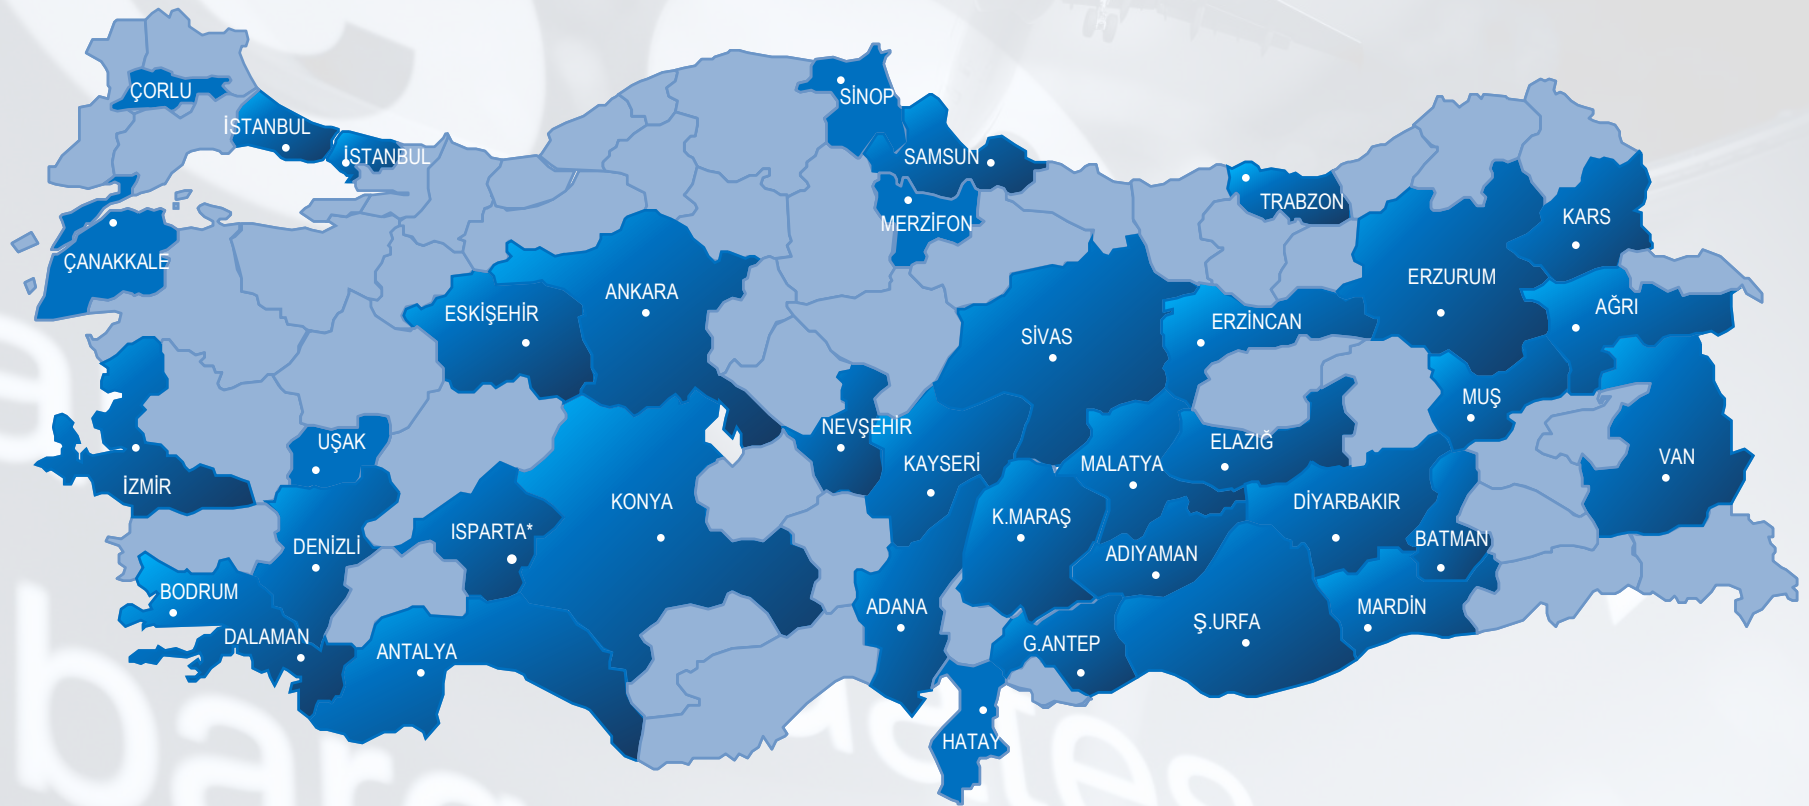 ÇORLU
İSTANBUL
İSTANBUL
SİNOP
SAMSUN
MERZİFON
TRABZON
KARS
ÇANAKKALE
ESKİŞEHİR
ANKARA
SİVAS
ERZİNCAN
ERZURUM
AĞRI
MUŞ
UŞAK
NEVŞEHİR
KAYSERİ
MALATYA
ELAZIĞ
VAN
İZMİR
DENİZLİ
ISPARTA*
KONYA
K.MARAŞ
ADIYAMAN
DİYARBAKIR
BATMAN
BODRUM
DALAMAN
ANTALYA
ADANA
G.ANTEP
Ş.URFA
MARDİN
HATAY